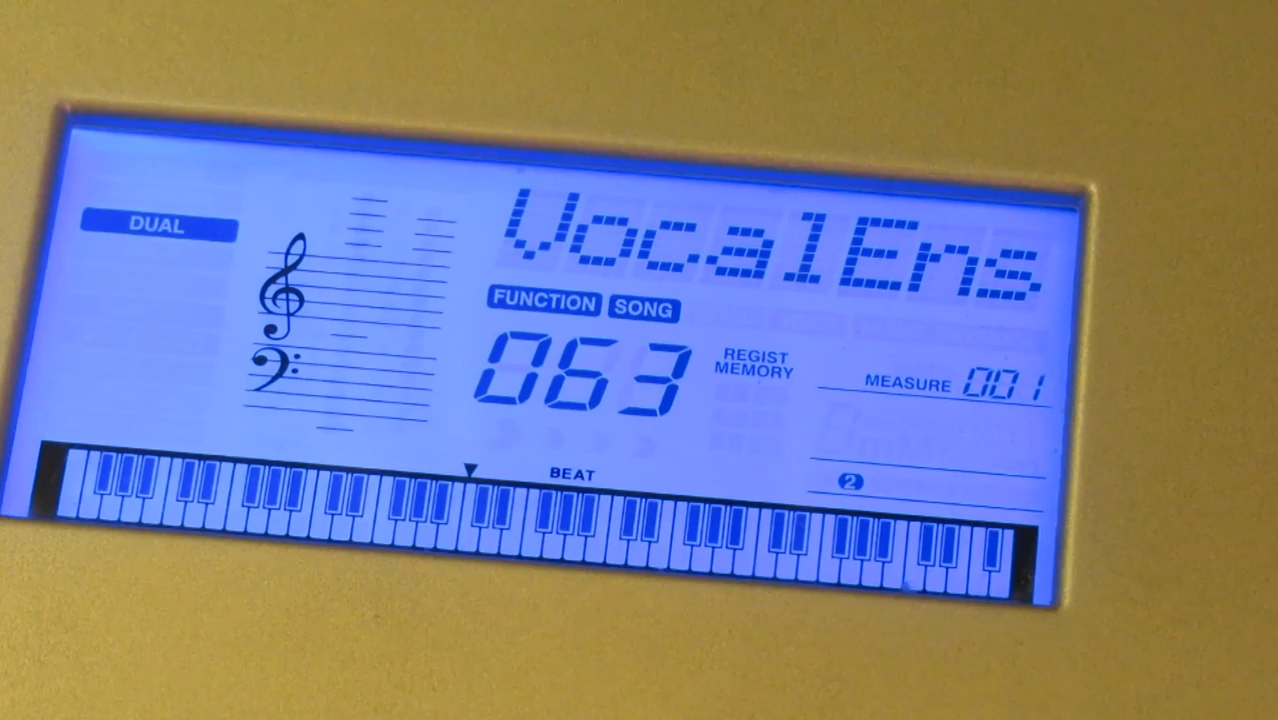 DUAL
VocalEns
FUNCTION SONG
063
REGIST
MEMORY
MEASURE 001
BEAT
2